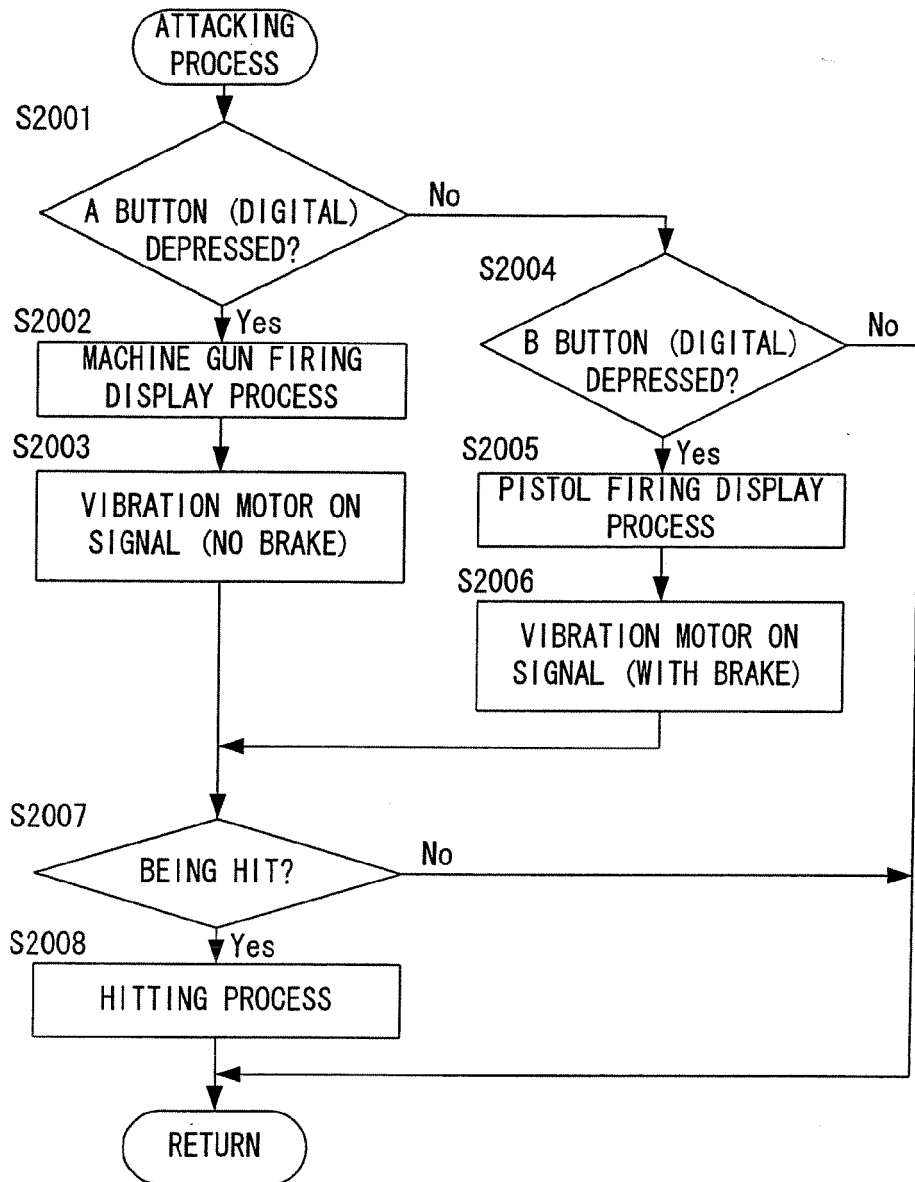 ATTACKING
PROCESS
S2001
A BUTTON (DIGITAL)
DEPRESSED?
No
Yes
S2002
MACHINE GUN FIRING
DISPLAY PROCESS
S2003
VIBRATION MOTOR ON
SIGNAL (NO BRAKE)
S2004
B BUTTON (DIGITAL)
DEPRESSED?
No
Yes
S2005
PISTOL FIRING DISPLAY
PROCESS
S2006
VIBRATION MOTOR ON
SIGNAL (WITH BRAKE)
S2007
BEING HIT?
No
Yes
S2008
HITTING PROCESS
RETURN